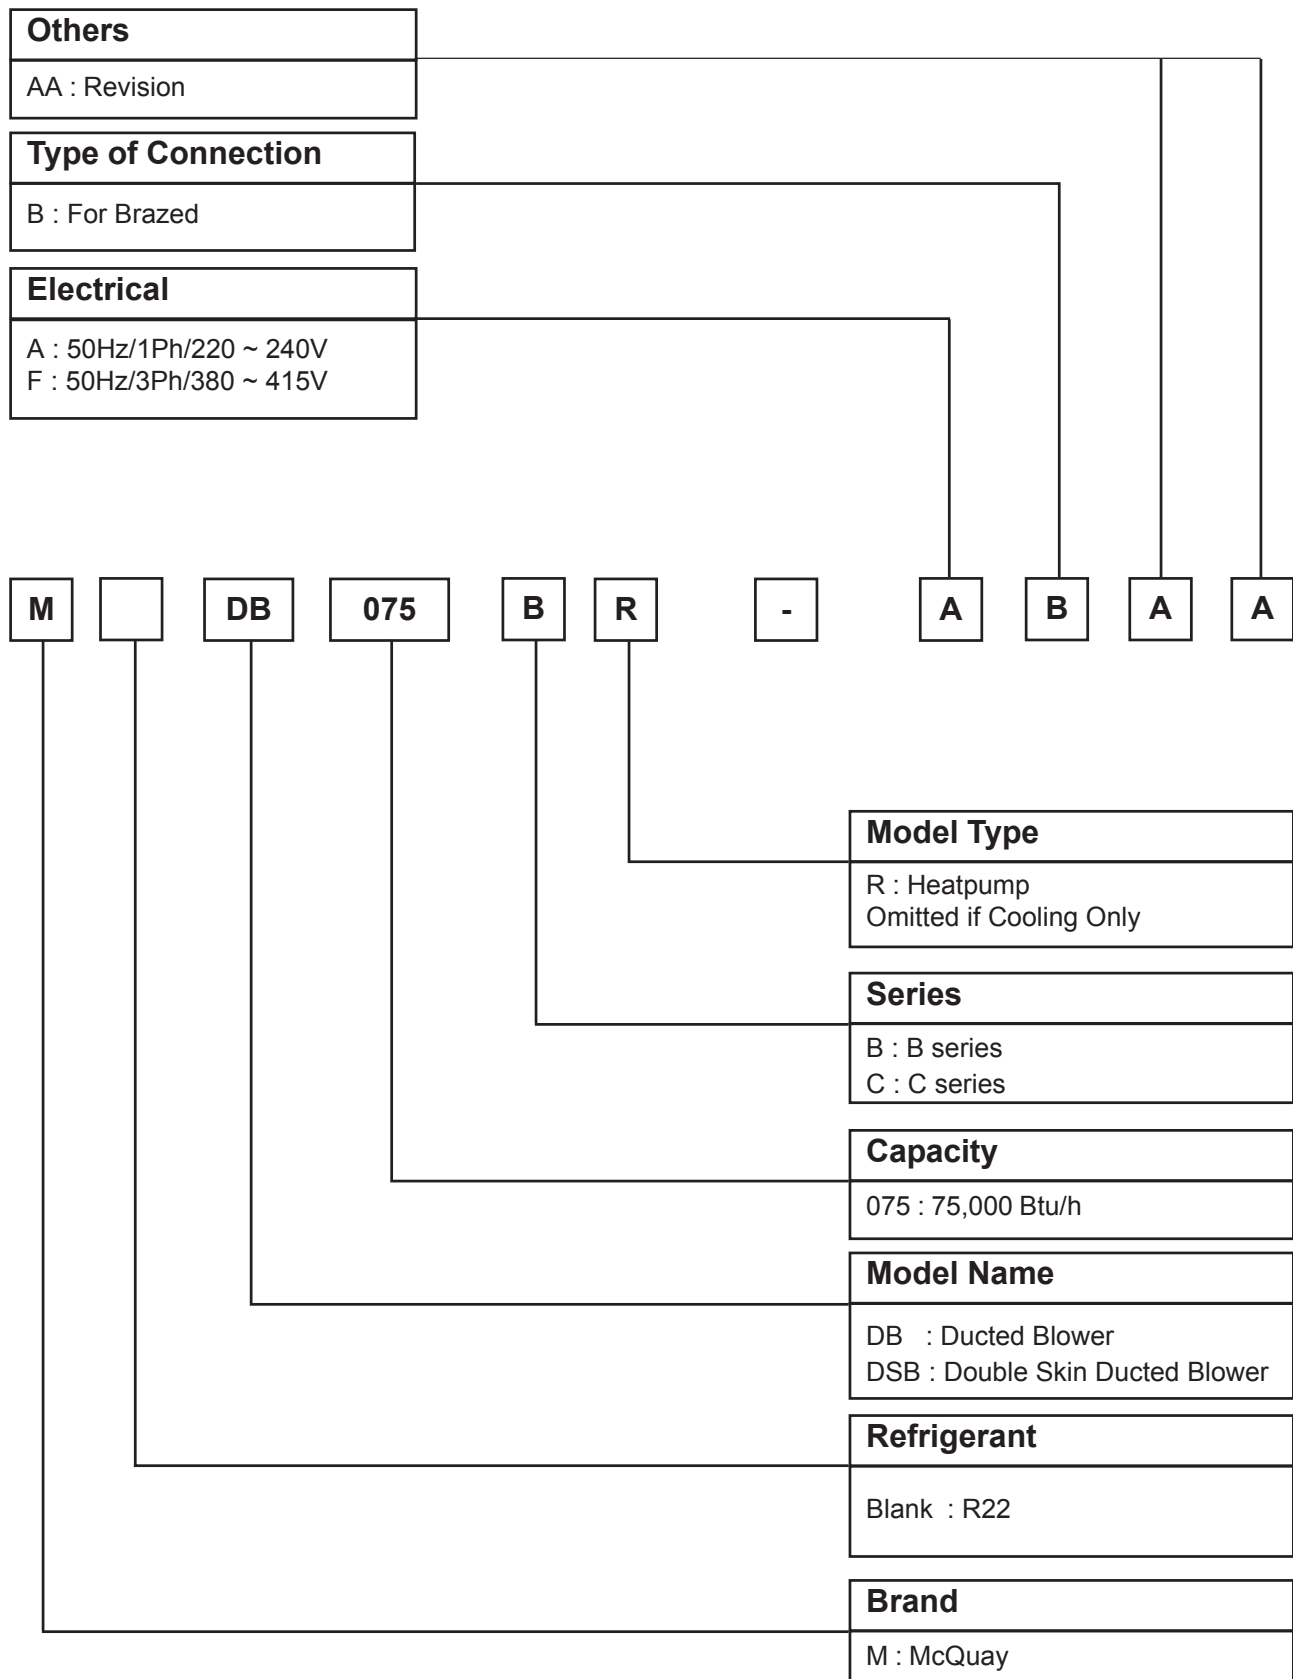 Others
AA : Revision
Type of Connection
B : For Brazed
Electrical
A : 50Hz/1Ph/220 ~ 240V
F : 50Hz/3Ph/380 ~ 415V
M DB 075 B R - A B A A
Model Type
R : Heatpump
Omitted if Cooling Only
Series
B : B series
C : C series
Capacity
075 : 75,000 Btu/h
Model Name
DB : Ducted Blower
DSB : Double Skin Ducted Blower
Refrigerant
Blank : R22
Brand
M : McQuay